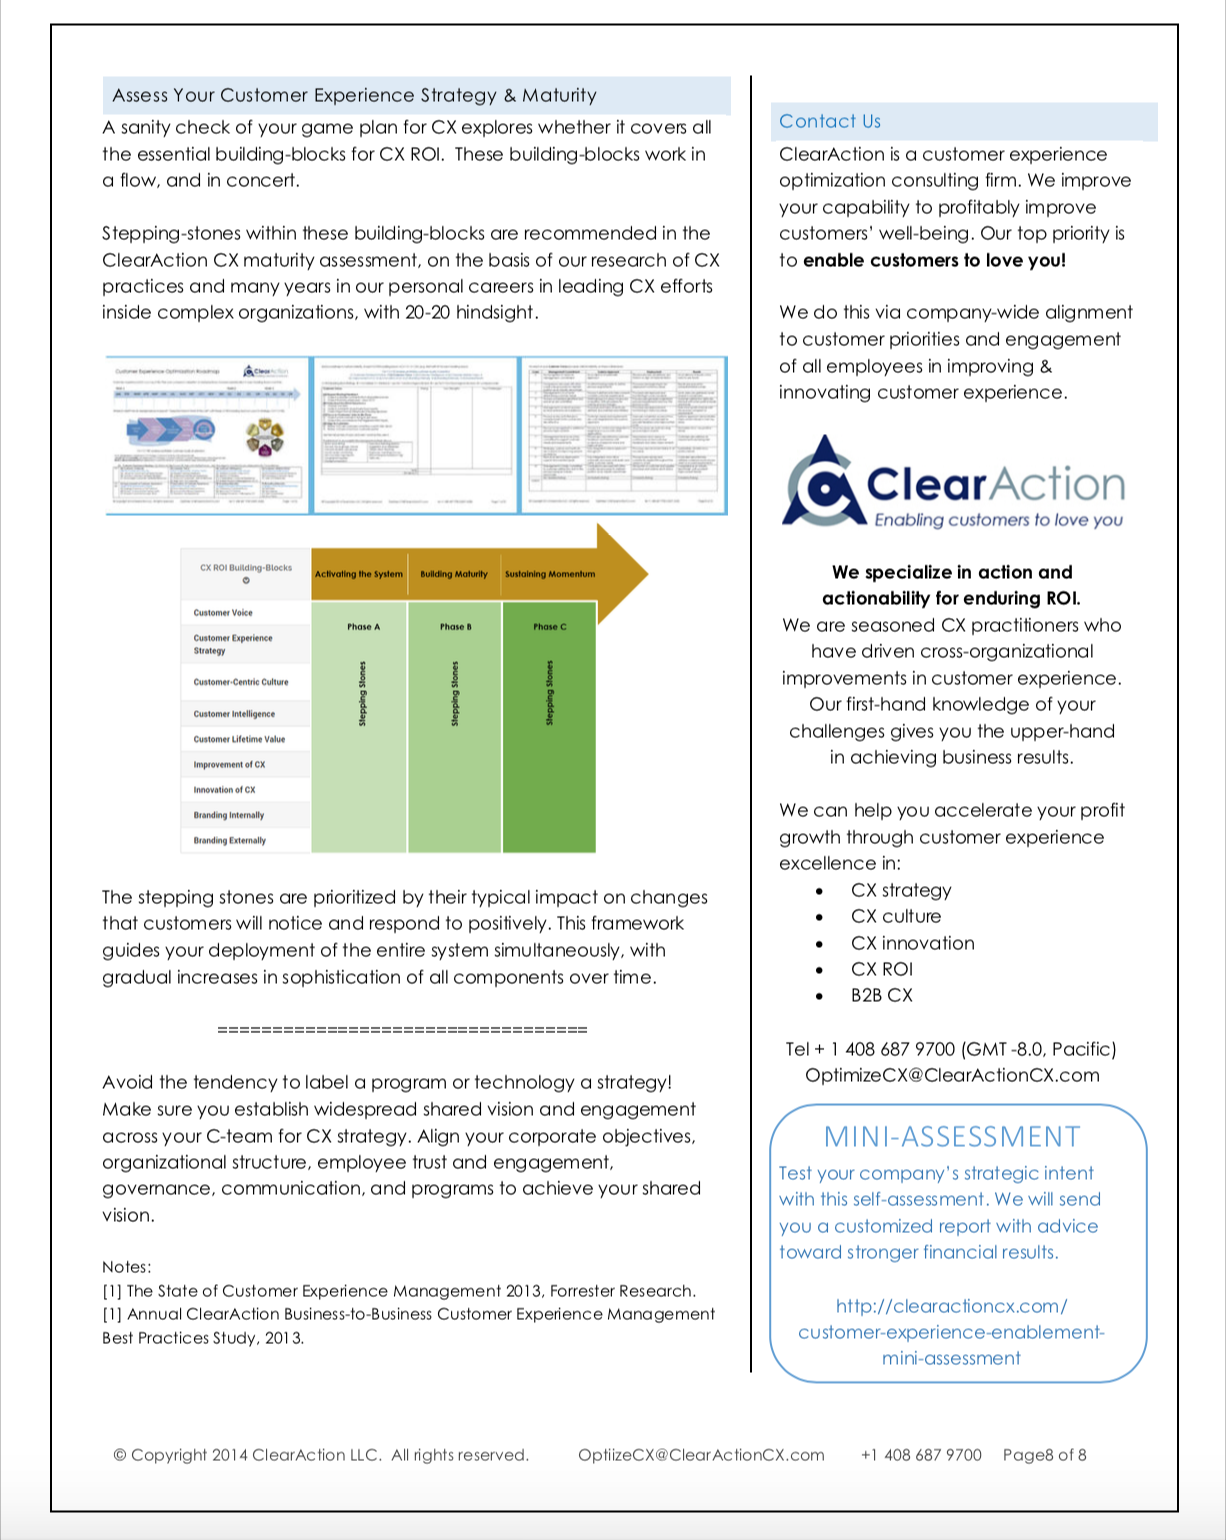 Assess Your Customer Experience Strategy & Maturity
A sanity check of your game plan for CX explores whether it covers all
the essential building-blocks for CX ROI.  These building-blocks work in
a flow, and in concert.
Stepping-stones within these building-blocks are recommended in the
ClearAction CX maturity assessment, on the basis of our research of CX
practices and many years in our personal careers in leading CX efforts
inside complex organizations, with 20-20 hindsight.
Customer Experience Optimization Roadmap
ClearAction
CX ROI Building-Blocks
Activating the System
Building Maturity
Sustaining Momentum
Customer Voice
Customer Experience
Strategy
Customer-Centric Culture
Customer Intelligence
Customer Lifetime Value
Improvement of CX
Innovation of CX
Branding Internally
Branding Externally
Phase A
Stepping Stones
Phase B
Stepping Stones
Phase C
Stepping Stones
The stepping stones are prioritized by their typical impact on changes
that customers will notice and respond to positively. This framework
guides your deployment of the entire system simultaneously, with
gradual increases in sophistication of all components over time.
==================================
Avoid the tendency to label a program or technology a strategy!
Make sure you establish widespread shared vision and engagement
across your C-team for CX strategy. Align your corporate objectives,
organizational structure, employee trust and engagement,
governance, communication, and programs to achieve your shared
vision.
Notes:
[1] The State of Customer Experience Management 2013, Forrester Research.
[1] Annual ClearAction Business-to-Business Customer Experience Management
Best Practices Study, 2013.
Contact Us
ClearAction is a customer experience
optimization consulting firm. We improve
your capability to profitably improve
customers' well-being. Our top priority is
to enable customers to love you!
We do this via company-wide alignment
to customer priorities and engagement
of all employees in improving &
innovating customer experience.
ClearAction
Enabling customers to love you
We specialize in action and
actionability for enduring ROI.
We are seasoned CX practitioners who
have driven cross-organizational
improvements in customer experience.
Our first-hand knowledge of your
challenges gives you the upper-hand
in achieving business results.
We can help you accelerate your profit
growth through customer experience
excellence in:
• CX strategy
• CX culture
• CX innovation
• CX ROI
• B2B CX
Tel + 1 408 687 9700 (GMT -8.0, Pacific)
OptimizeCX@ClearActionCX.com
MINI-ASSESSMENT
Test your company's strategic intent
with this self-assessment. We will send
you a customized report with advice
toward stronger financial results.
http://clearactioncx.com/
customer-experience-enablement-
mini-assessment
© Copyright 2014 ClearAction LLC.  All rights reserved. OptiizeCX@ClearActionCX.com +1 408 687 9700 Page8 of 8